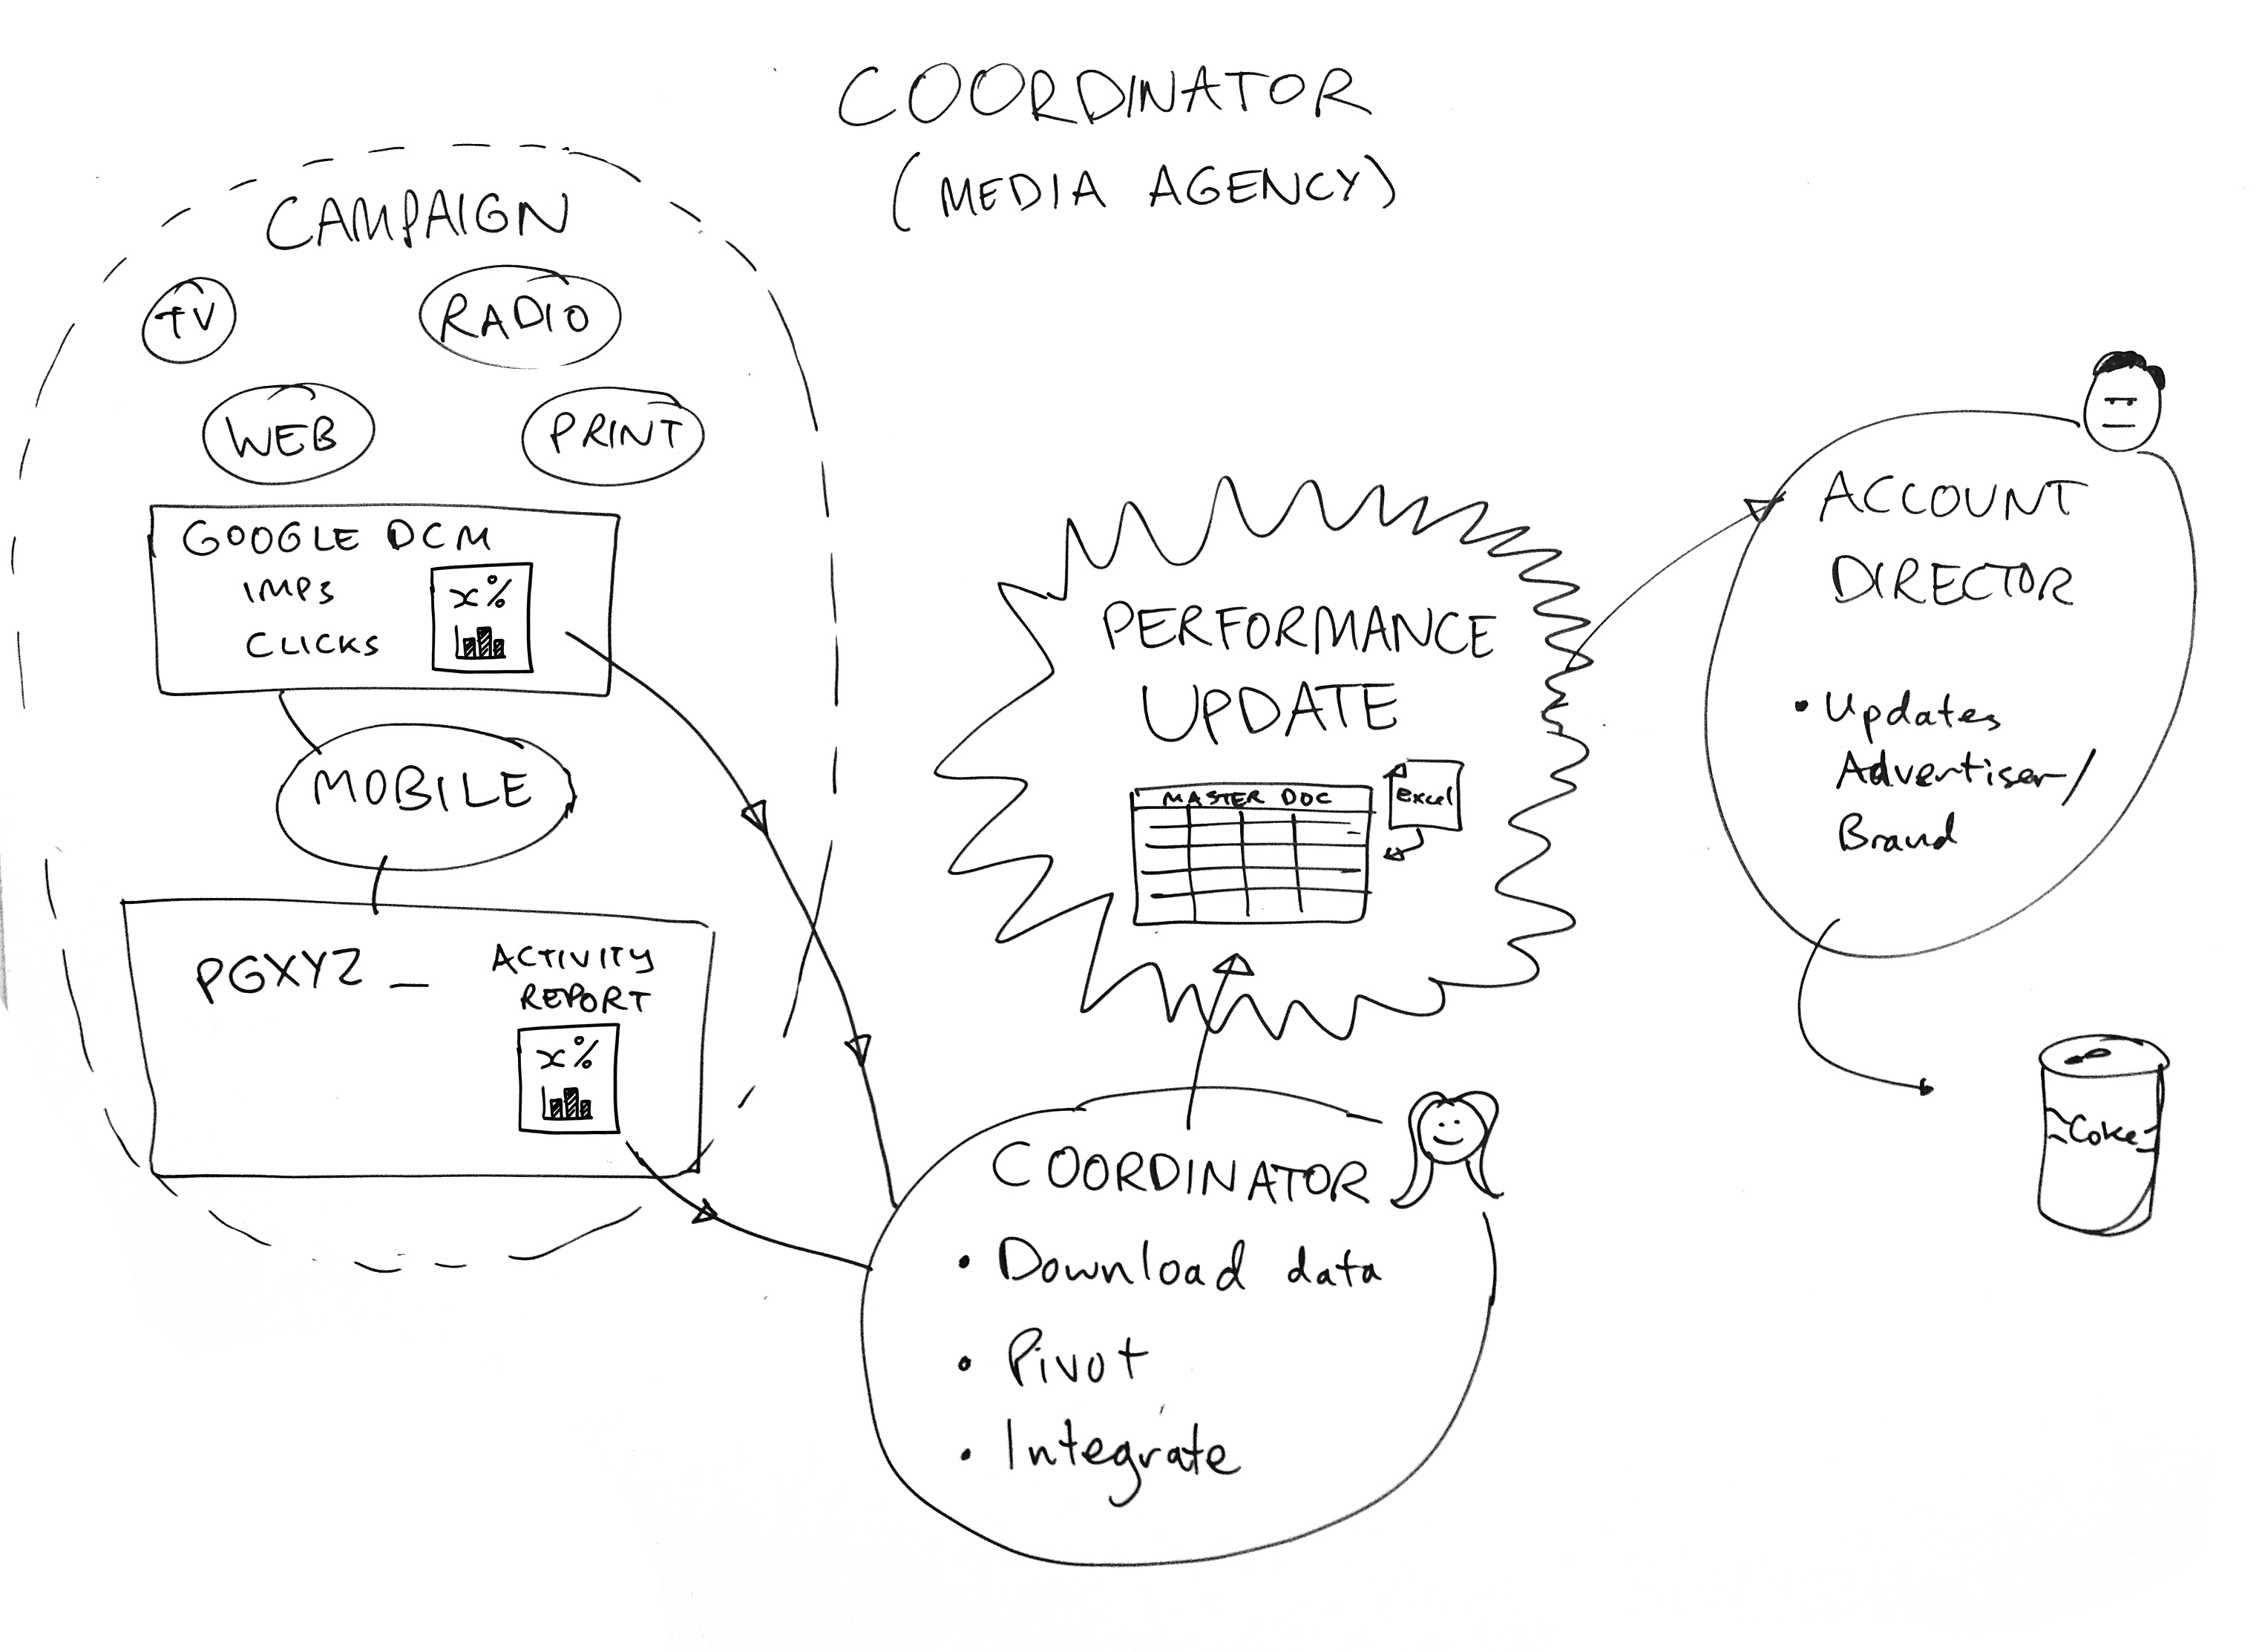 COORDINATOR
(MEDIA AGENCY)
CAMPAIGN
TV
RADIO
WEB
PRINT
GOOGLE DCM
IMPS
CLICKS
x%
MOBILE
PGXYZ _
ACTIVITY
REPORT
x%
PERFORMANCE
UPDATE
MASTER DOC
Excel
COORDINATOR
• Download data
• Pivot
• Integrate
ACCOUNT
DIRECTOR
• Updates
Advertiser/
Brand
Coke